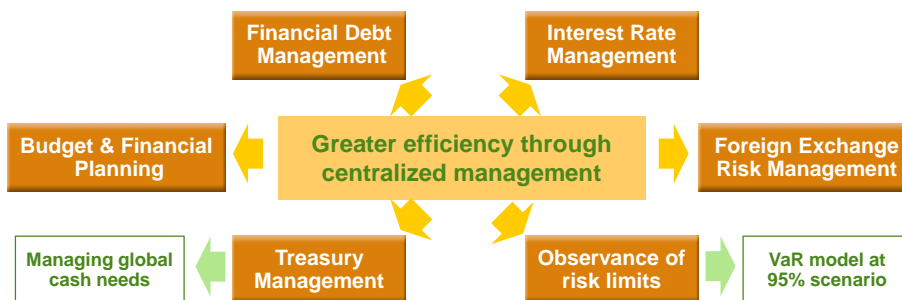 Financial Debt
Management
Interest Rate
Management
Budget & Financial
Planning
Greater efficiency through
centralized management
Foreign Exchange
Risk Management
Managing global
cash needs
Treasury
Management
Observance of
risk limits
VaR model at
95% scenario